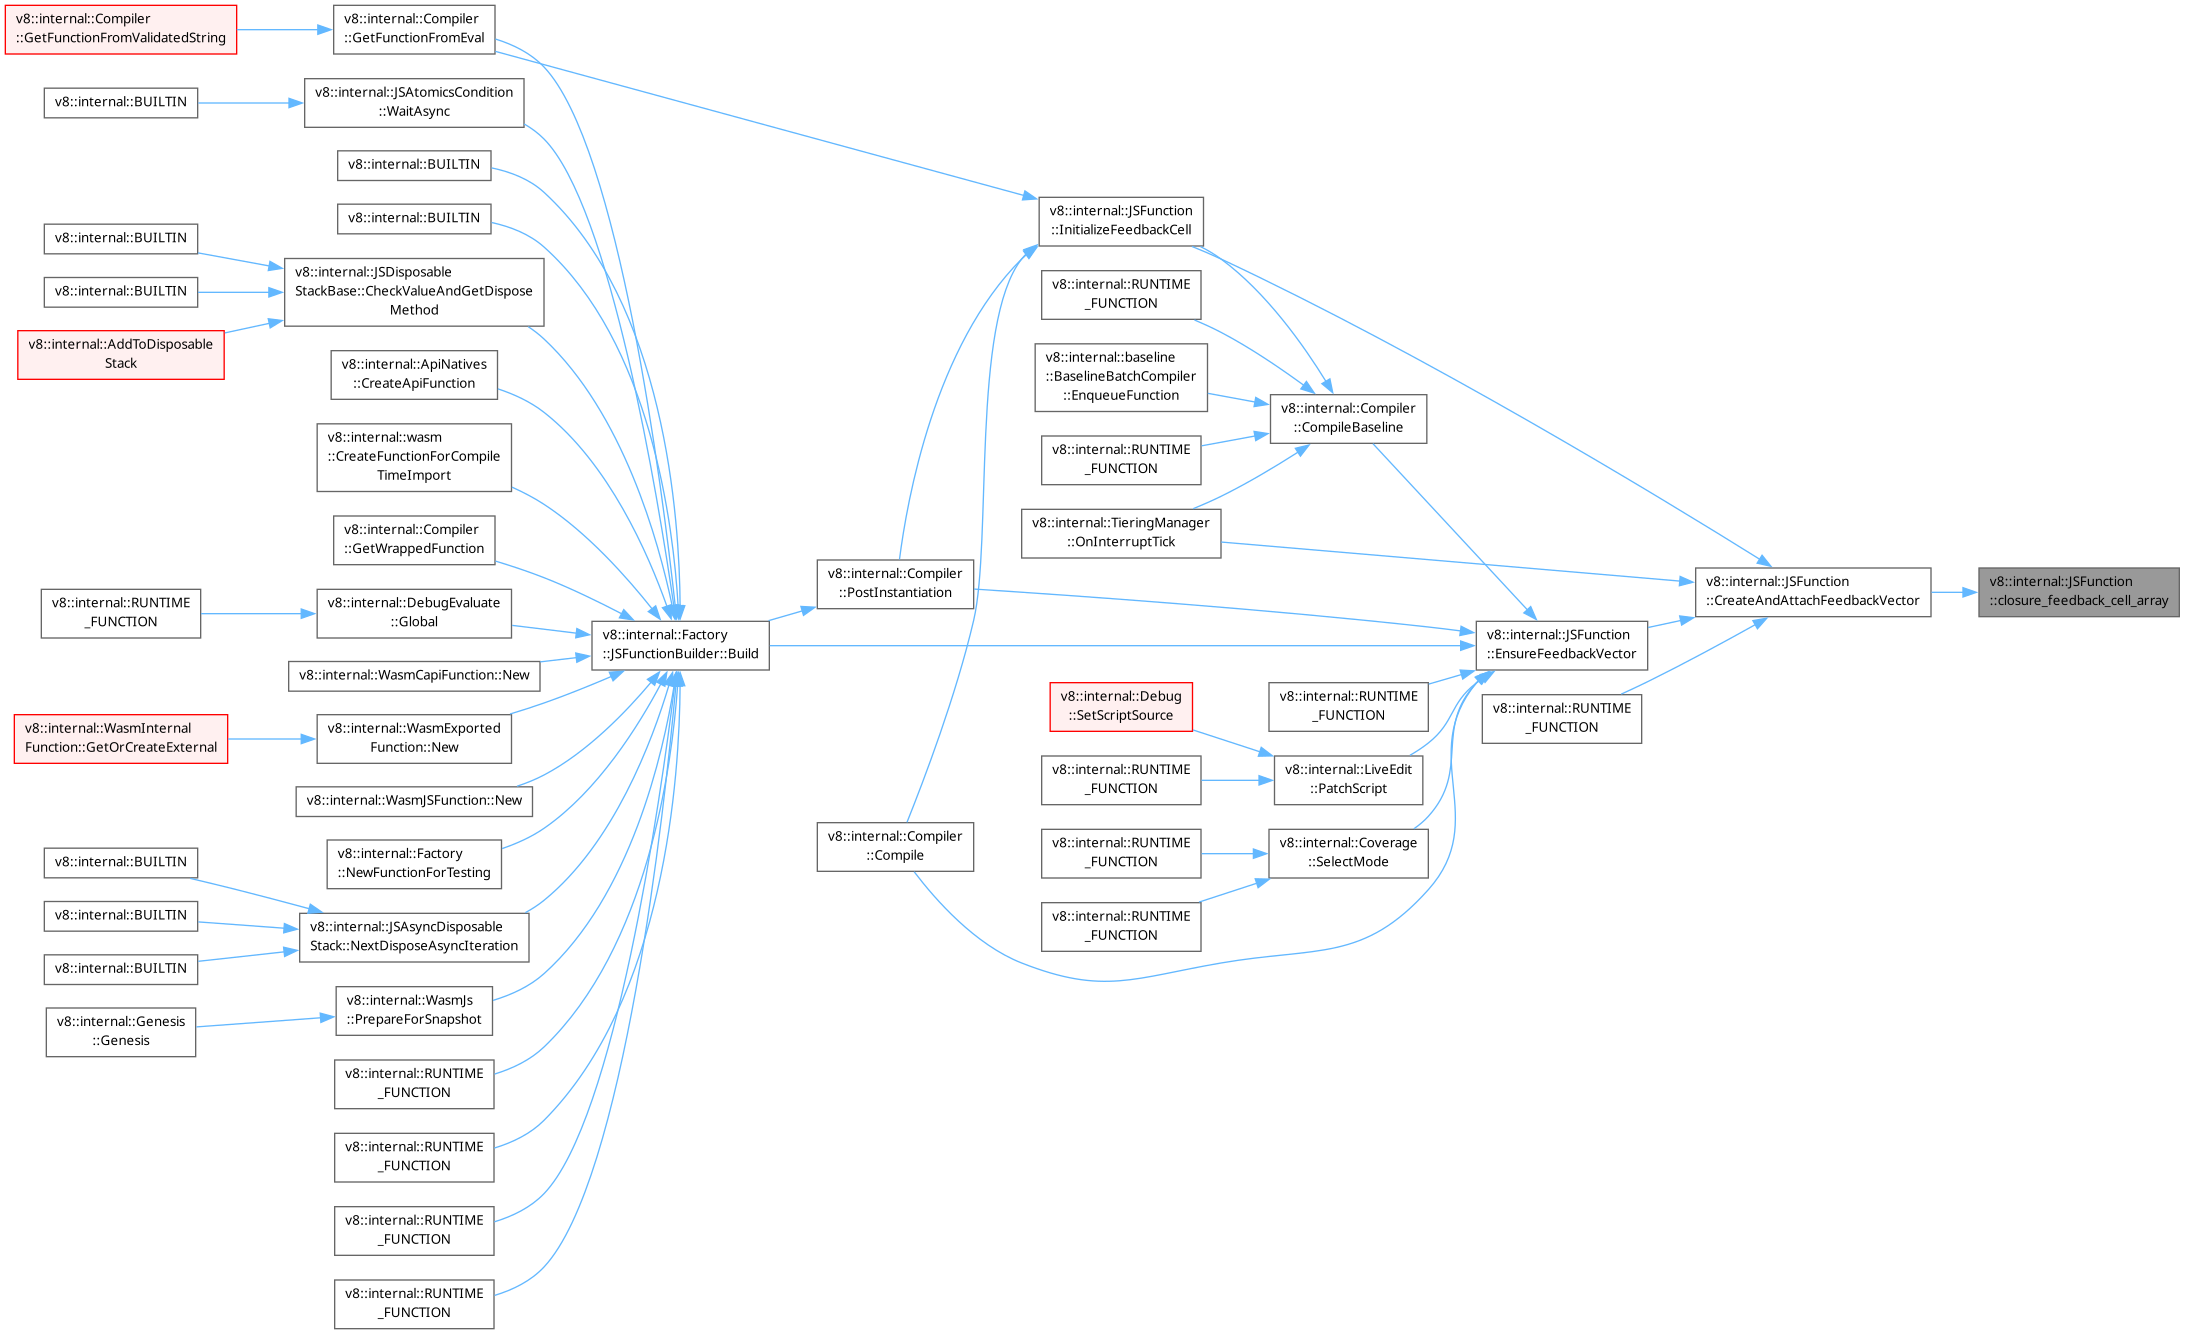 v8::internal::Compiler
::GetFunctionFromValidatedString
v8::internal::BUILTIN
v8::internal::BUILTIN
v8::internal::BUILTIN
v8::internal::AddToDisposable
Stack
v8::internal::RUNTIME
_FUNCTION
v8::internal::WasmInternal
Function::GetOrCreateExternal
v8::internal::BUILTIN
v8::internal::BUILTIN
v8::internal::BUILTIN
v8::internal::Genesis
::Genesis
v8::internal::Compiler
::GetFunctionFromEval
v8::internal::JSAtomicsCondition
::WaitAsync
v8::internal::BUILTIN
v8::internal::BUILTIN
v8::internal::JSDisposable
StackBase::CheckValueAndGetDispose
Method
v8::internal::ApiNatives
::CreateApiFunction
v8::internal::wasm
::CreateFunctionForCompile
TimeImport
v8::internal::Compiler
::GetWrappedFunction
v8::internal::DebugEvaluate
::Global
v8::internal::WasmCapiFunction::New
v8::internal::WasmExported
Function::New
v8::internal::WasmJSFunction::New
v8::internal::Factory
::NewFunctionForTesting
v8::internal::JSAsyncDisposable
Stack::NextDisposeAsyncIteration
v8::internal::WasmJs
::PrepareForSnapshot
v8::internal::RUNTIME
_FUNCTION
v8::internal::RUNTIME
_FUNCTION
v8::internal::RUNTIME
_FUNCTION
v8::internal::RUNTIME
_FUNCTION
v8::internal::Factory
::JSFunctionBuilder::Build
v8::internal::Compiler
::PostInstantiation
v8::internal::Compiler
::Compile
v8::internal::JSFunction
::InitializeFeedbackCell
v8::internal::RUNTIME
_FUNCTION
v8::internal::baseline
::BaselineBatchCompiler
::EnqueueFunction
v8::internal::RUNTIME
_FUNCTION
v8::internal::TieringManager
::OnInterruptTick
v8::internal::Debug
::SetScriptSource
v8::internal::RUNTIME
_FUNCTION
v8::internal::RUNTIME
_FUNCTION
v8::internal::RUNTIME
_FUNCTION
v8::internal::Compiler
::CompileBaseline
v8::internal::RUNTIME
_FUNCTION
v8::internal::LiveEdit
::PatchScript
v8::internal::Coverage
::SelectMode
v8::internal::JSFunction
::EnsureFeedbackVector
v8::internal::RUNTIME
_FUNCTION
v8::internal::JSFunction
::CreateAndAttachFeedbackVector
v8::internal::JSFunction
::closure_feedback_cell_array